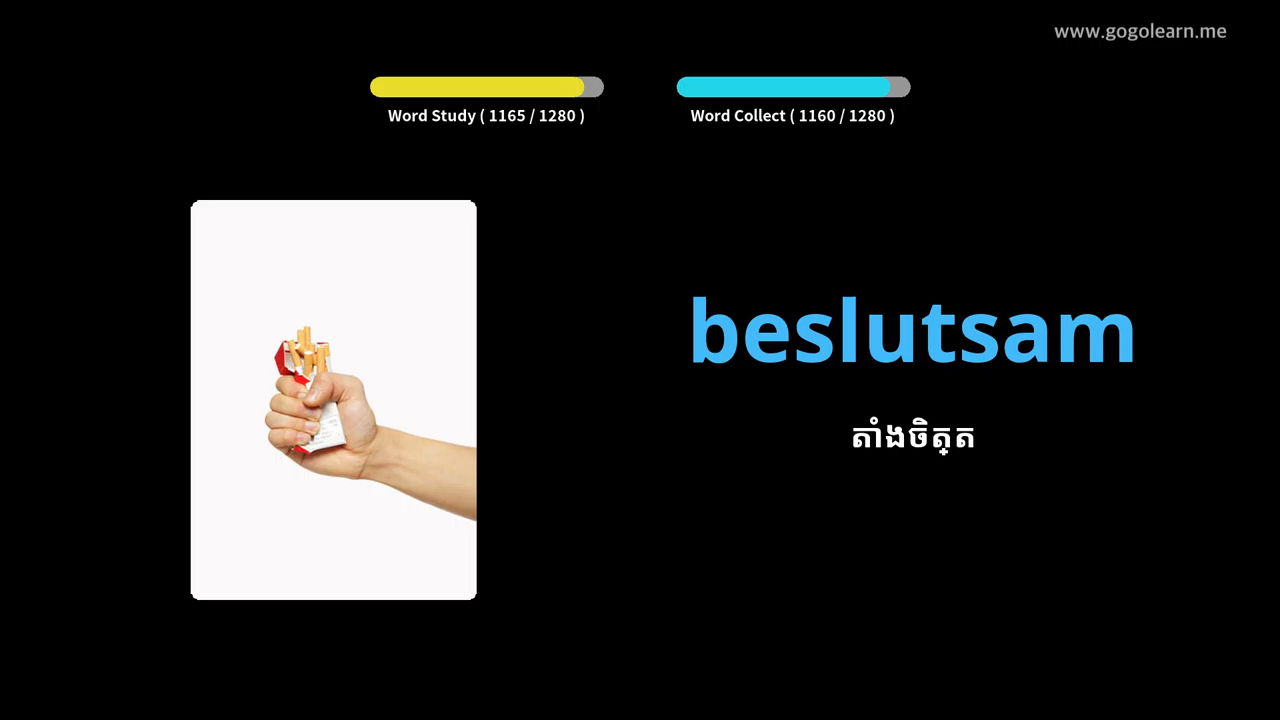 www.gogolearn.me
Word Study ( 1165 / 1280 )
Word Collect ( 1160 / 1280 )
beslutsam
តាំងចិត្ត